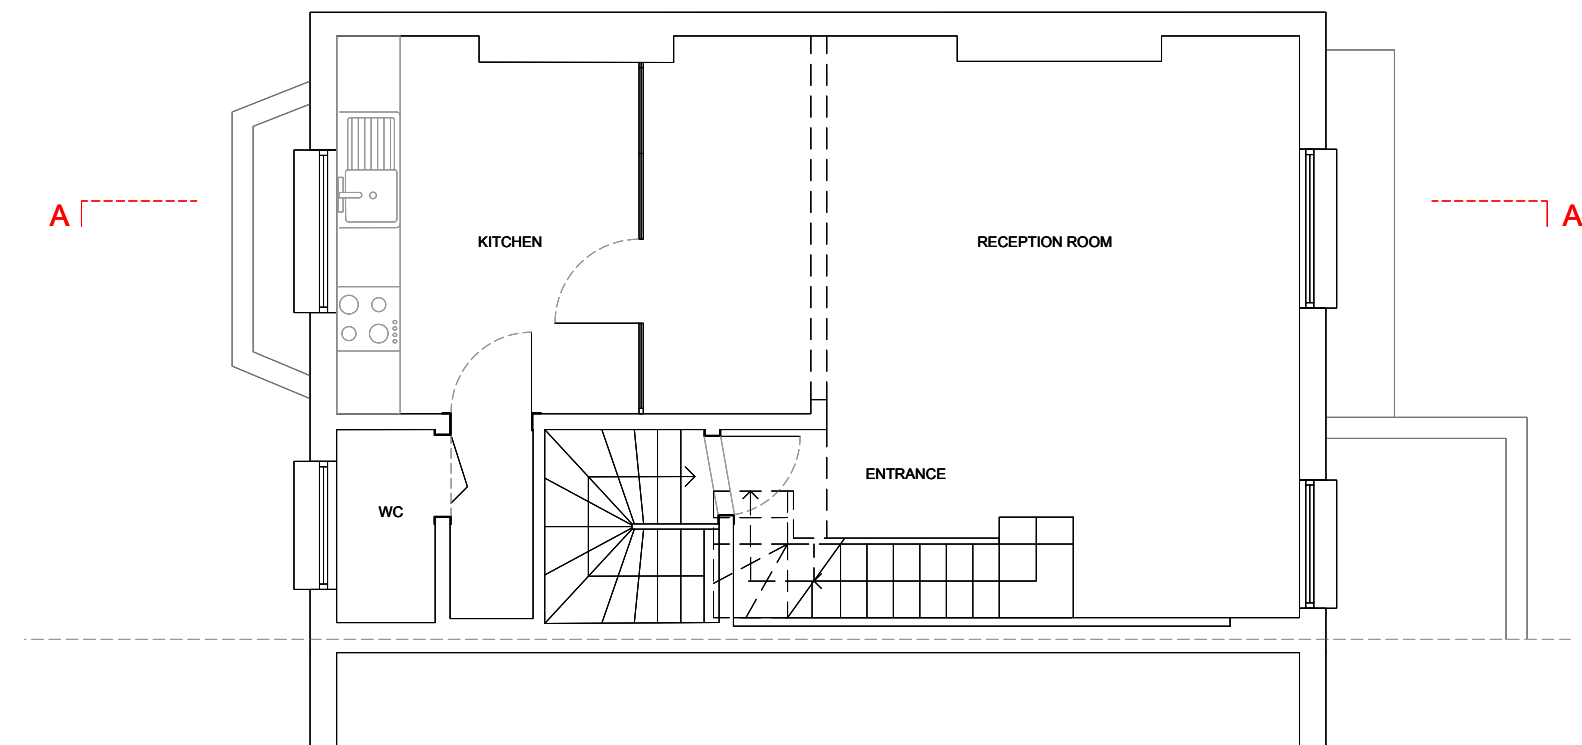 A
A
KITCHEN
RECEPTION ROOM
ENTRANCE
WC